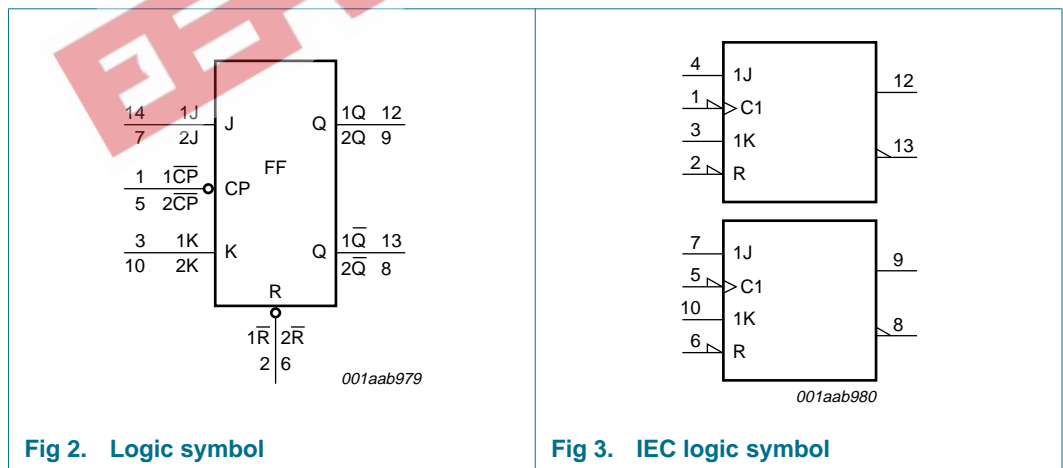 14 1J J Q 1Q 12
7 2J 2Q 9
FF
1 1C̅P̅ CP
5 2C̅P̅
3 1K K Q 1Q̅ 13
10 2K 2Q̅ 8
R
1R̅ 2R̅
2 6
001aab979
Fig 2. Logic symbol
4 1J 12
1 C1
3 1K 13
2 R
7 1J 9
5 C1
10 1K 8
6 R
001aab980
Fig 3. IEC logic symbol